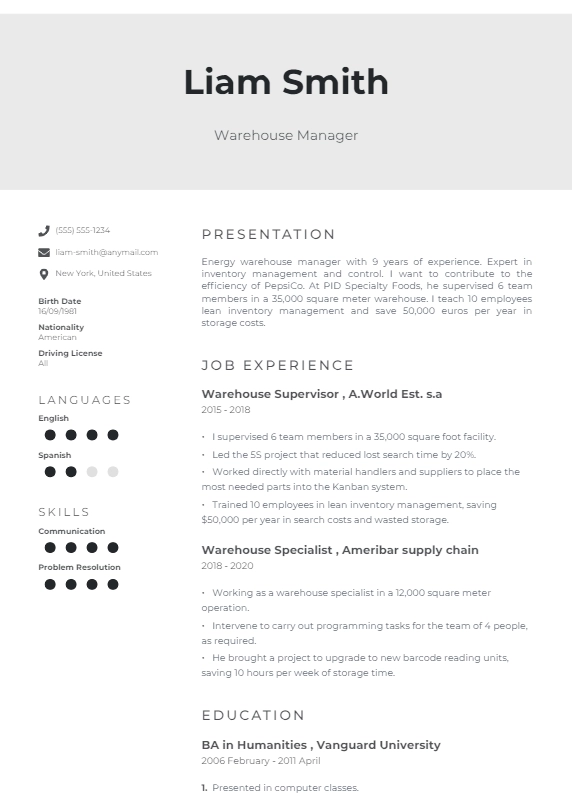 Liam Smith
Warehouse Manager
(555) 555-1234
liam-smith@anymail.com
New York, United States
Birth Date
16/09/1981
Nationality
American
Driving License
All
LANGUAGES
English
Spanish
SKILLS
Communication
Problem Resolution
PRESENTATION
Energy warehouse manager with 9 years of experience. Expert in
inventory management and control. I want to contribute to the
efficiency of PepsiCo. At PID Specialty Foods, he supervised 6 team
members in a 35,000 square meter warehouse. I teach 10 employees
lean inventory management and save 50,000 euros per year in
storage costs.
JOB EXPERIENCE
Warehouse Supervisor , A.World Est. s.a
2015 - 2018
• I supervised 6 team members in a 35,000 square foot facility.
• Led the 5S project that reduced lost search time by 20%.
• Worked directly with material handlers and suppliers to place the
most needed parts into the Kanban system.
• Trained 10 employees in lean inventory management, saving
$50,000 per year in search costs and wasted storage.
Warehouse Specialist , Ameribar supply chain
2018 - 2020
• Working as a warehouse specialist in a 12,000 square meter
operation.
• Intervene to carry out programming tasks for the team of 4 people,
as required.
• He brought a project to upgrade to new barcode reading units,
saving 10 hours per week of storage time.
EDUCATION
BA in Humanities , Vanguard University
2006 February - 2011 April
1. Presented in computer classes.